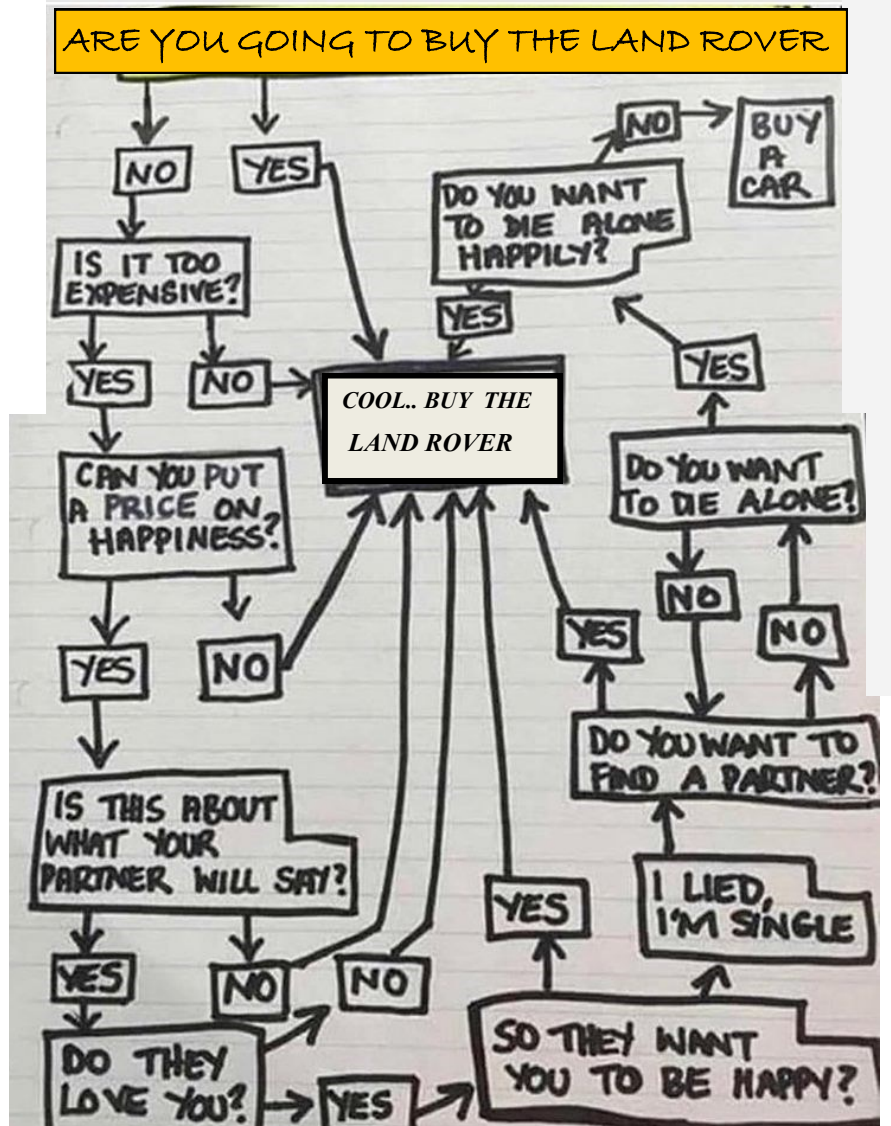 ARE YOU GOING TO BUY THE LAND ROVER
NO
YES
IS IT TOO
EXPENSIVE?
YES
NO
COOL.. BUY THE
LAND ROVER
CAN YOU PUT
A PRICE ON
HAPPINESS?
YES
NO
IS THIS ABOUT
WHAT YOUR
PARTNER WILL SAY?
YES
NO
NO
DO THEY
LOVE YOU?
YES
SO THEY WANT
YOU TO BE HAPPY?
YES
I LIED,
I'M SINGLE
DO YOU WANT TO
FIND A PARTNER?
YES
NO
NO
DO YOU WANT
TO DIE ALONE?
YES
DO YOU WANT
TO DIE ALONE
HAPPILY?
YES
NO
BUY
A
CAR